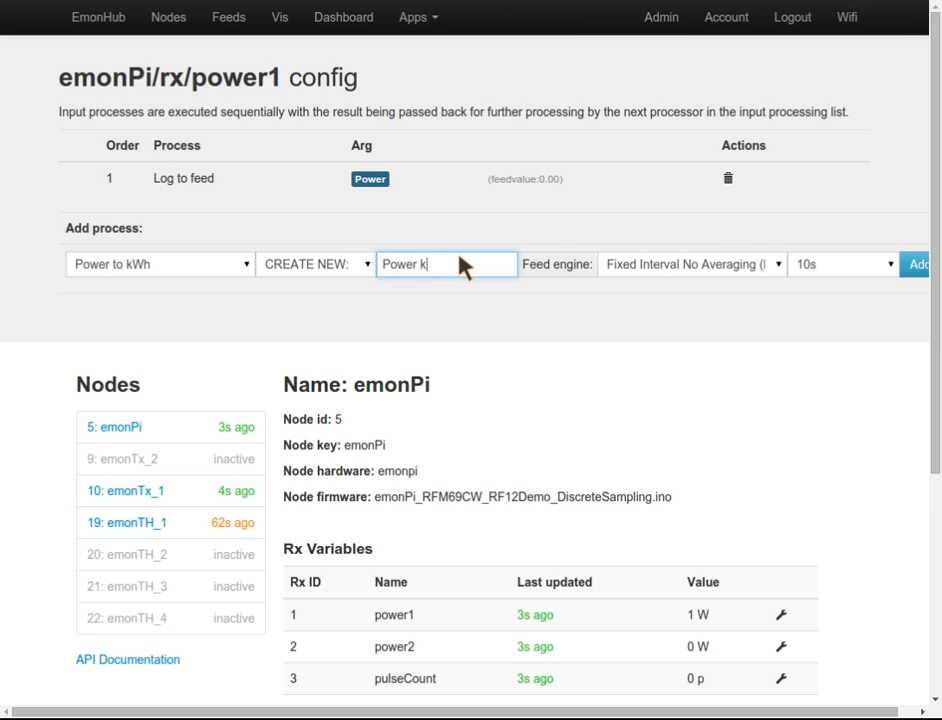 EmonHub Nodes Feeds Vis Dashboard Apps Admin Account Logout Wifi
emonPi/rx/power1 config
Input processes are executed sequentially with the result being passed back for further processing by the next processor in the input processing list.
Order Process Arg Actions
1 Log to feed Power (feedvalue:0.00)
Add process:
Power to kWh CREATE NEW: Power k Feed engine: Fixed Interval No Averaging ( 10s Add
Nodes
5: emonPi 3s ago
9: emonTx_2 inactive
10: emonTx_1 4s ago
19: emonTH_1 62s ago
20: emonTH_2 inactive
21: emonTH_3 inactive
22: emonTH_4 inactive
API Documentation
Name: emonPi
Node id: 5
Node key: emonPi
Node hardware: emonpi
Node firmware: emonPi_RFM69CW_RF12Demo_DiscreteSampling.ino
Rx Variables
Rx ID Name Last updated Value
1 power1 3s ago 1 W
2 power2 3s ago 0 W
3 pulseCount 3s ago 0 p